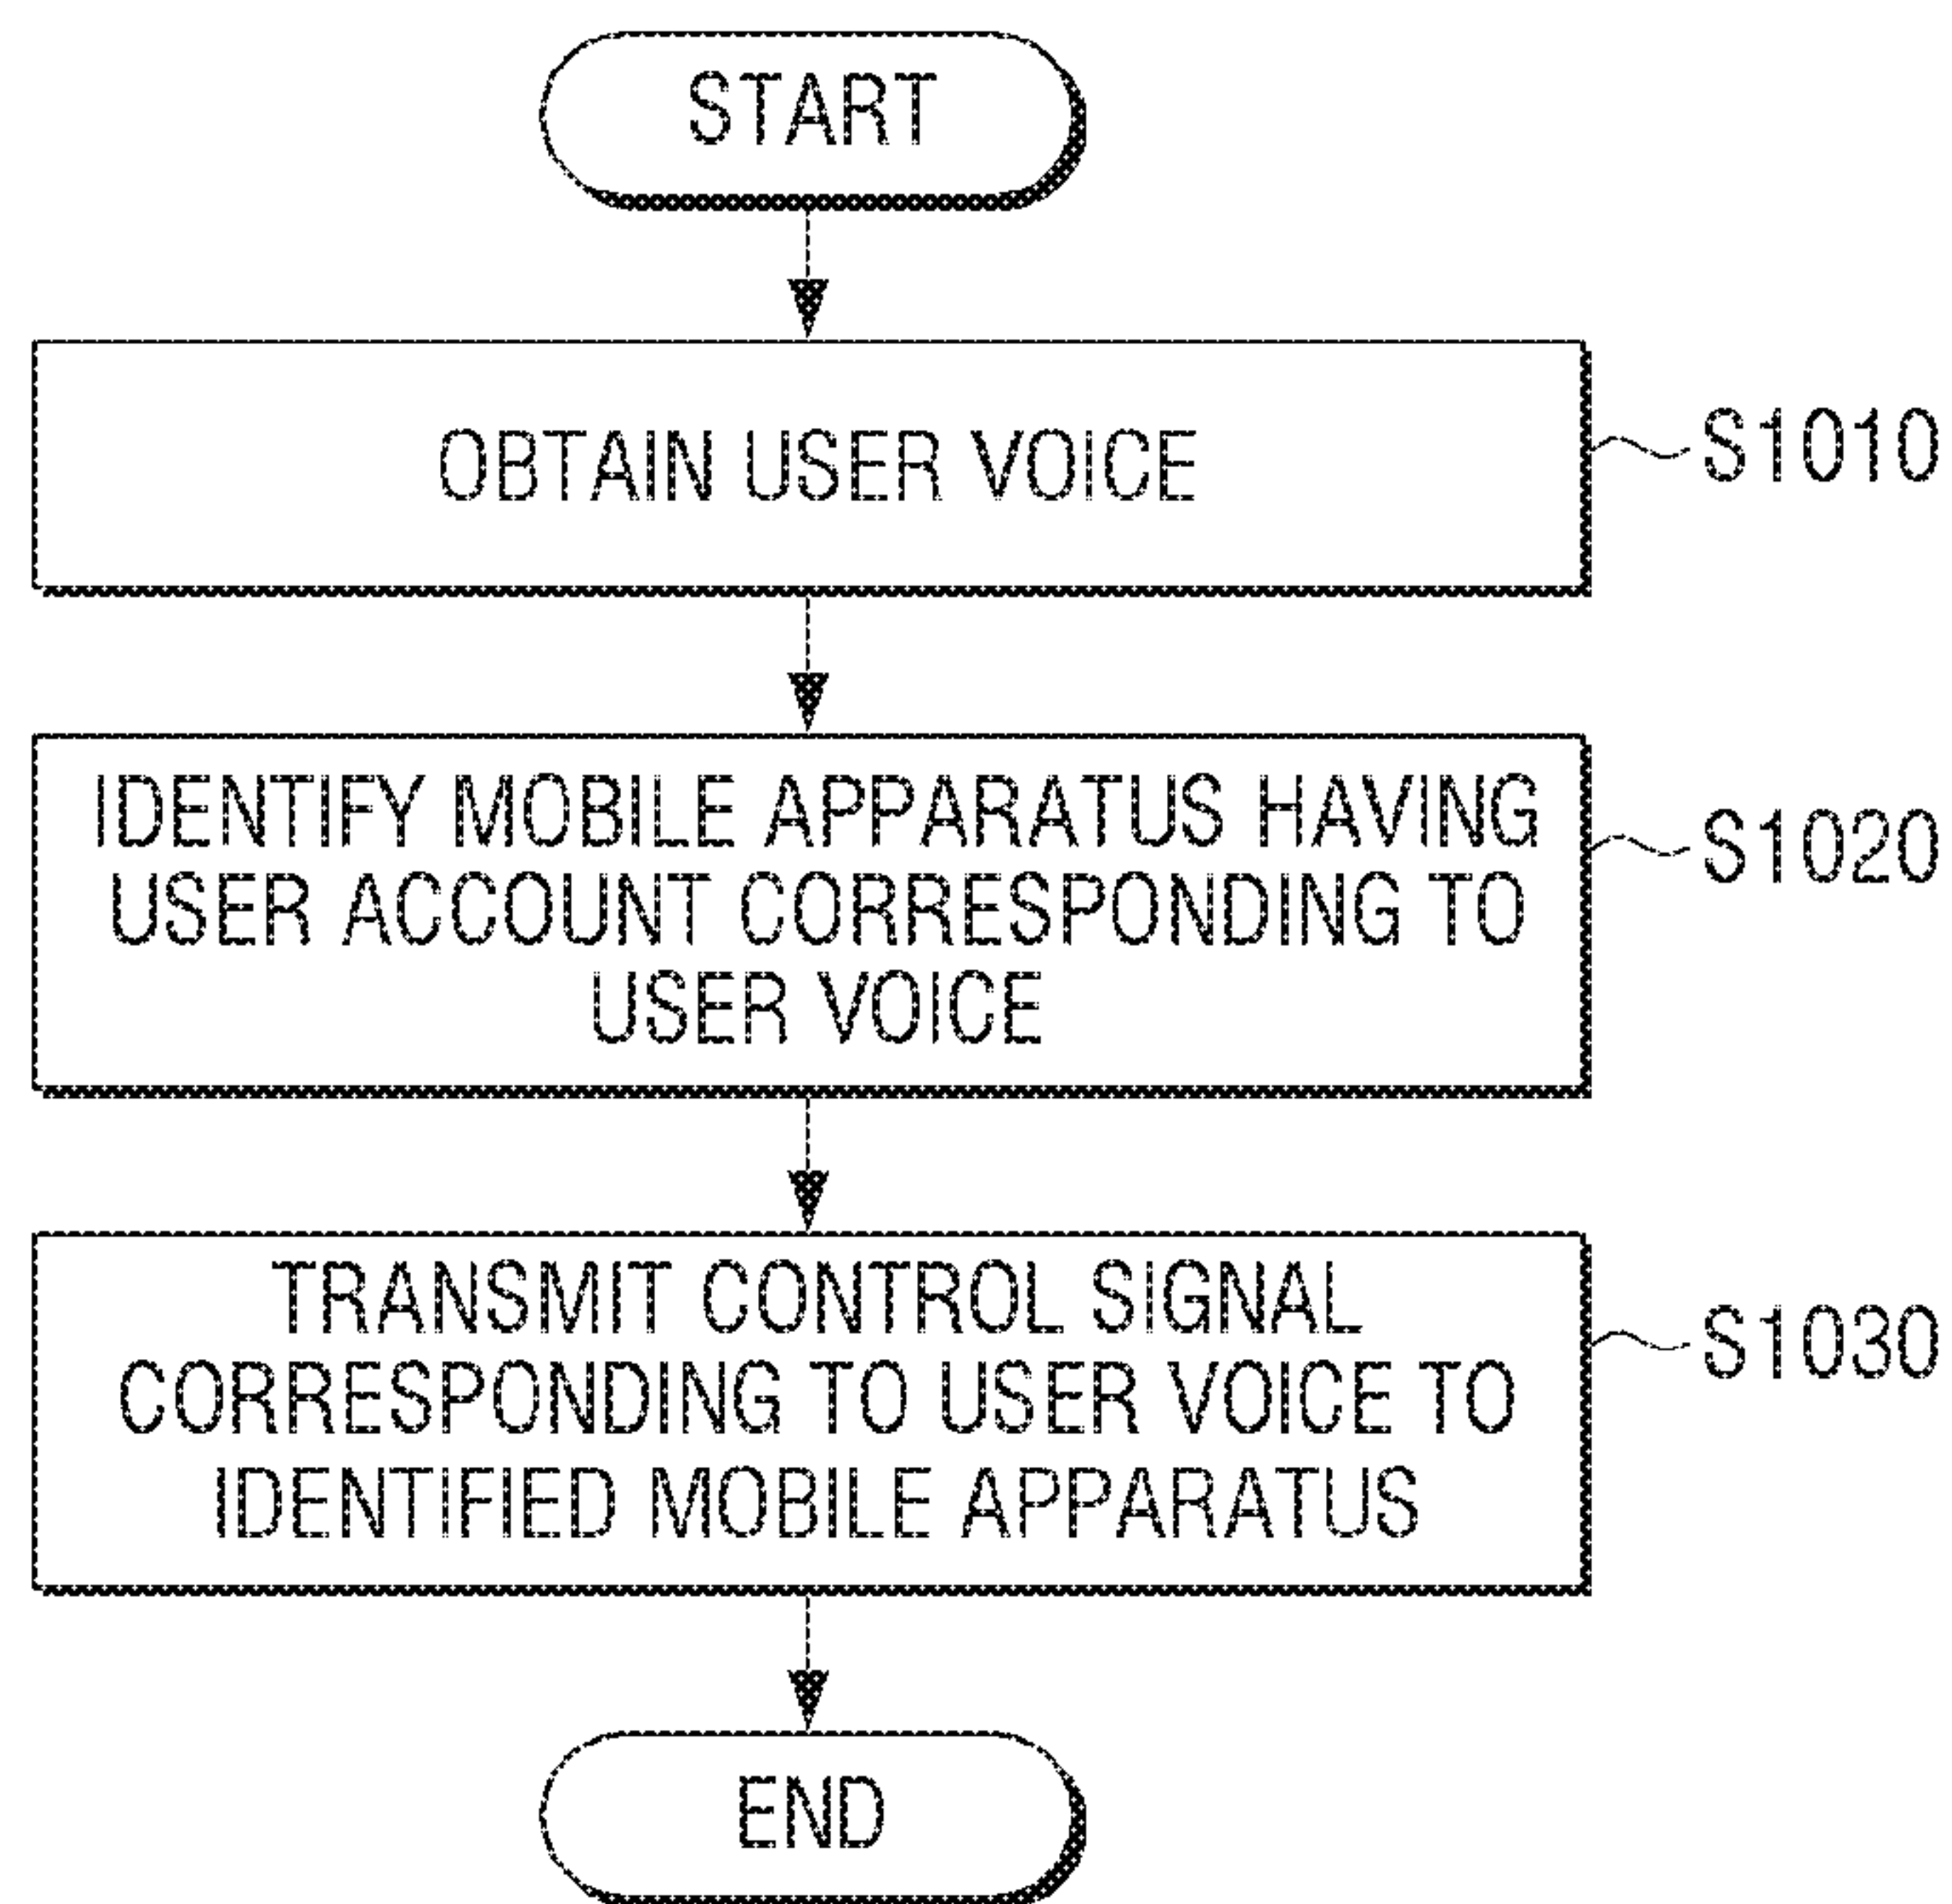 START
OBTAIN USER VOICE
S1010
IDENTIFY MOBILE APPARATUS HAVING
USER ACCOUNT CORRESPONDING TO
USER VOICE
S1020
TRANSMIT CONTROL SIGNAL
CORRESPONDING TO USER VOICE TO
IDENTIFIED MOBILE APPARATUS
S1030
END